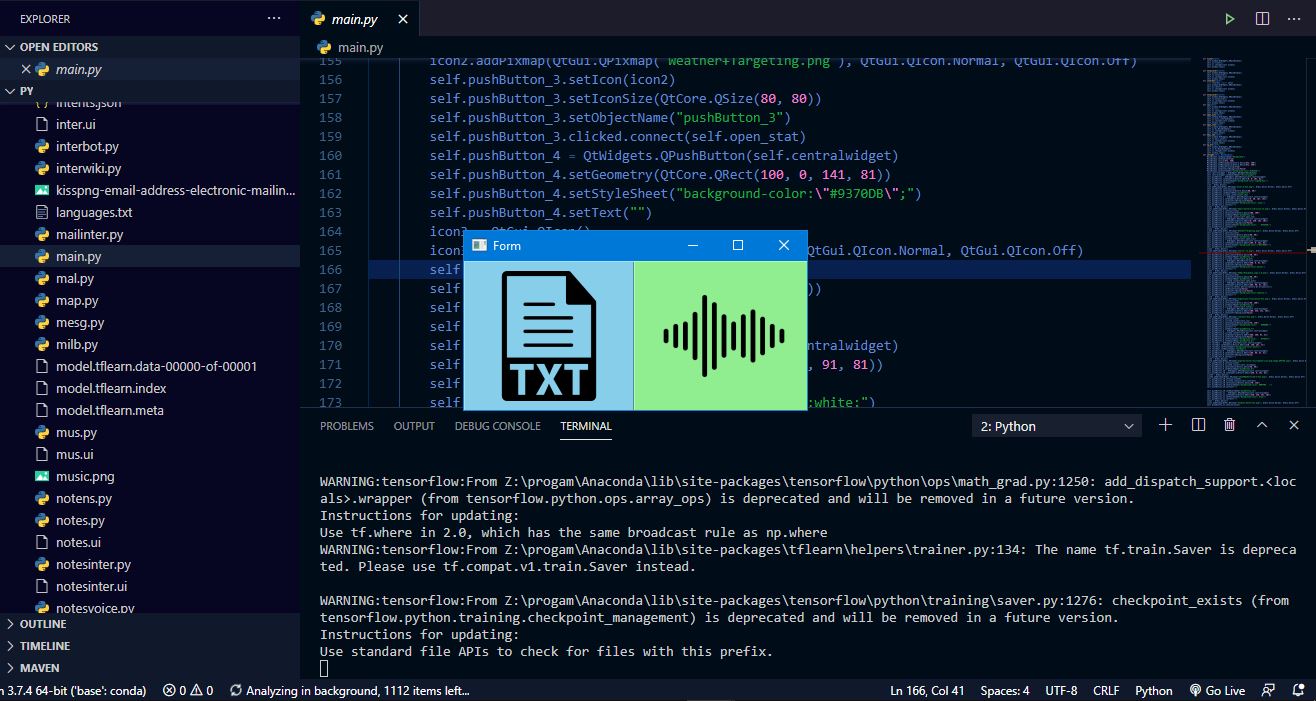 EXPLORER
OPEN EDITORS
main.py
PY
intents.json
inter.ui
interbot.py
interwiki.py
kisspng-email-address-electronic-mailin...
languages.txt
mailinter.py
main.py
mal.py
map.py
mesg.py
milb.py
model.tflearn.data-00000-of-00001
model.tflearn.index
model.tflearn.meta
mus.py
mus.ui
music.png
notens.py
notes.py
notes.ui
notesinter.py
notesinter.ui
notesvoice.py
OUTLINE
TIMELINE
MAVEN
main.py
main.py
155 icon2.addPixmap(QtGui.QPixmap("Weather+Targeting.png"), QtGui.QIcon.Normal, QtGui.QIcon.Off)
156 self.pushButton_3.setIcon(icon2)
157 self.pushButton_3.setIconSize(QtCore.QSize(80, 80))
158 self.pushButton_3.setObjectName("pushButton_3")
159 self.pushButton_3.clicked.connect(self.open_stat)
160 self.pushButton_4 = QtWidgets.QPushButton(self.centralwidget)
161 self.pushButton_4.setGeometry(QtCore.QRect(100, 0, 141, 81))
162 self.pushButton_4.setStyleSheet("background-color:\"#9370DB\";")
163 self.pushButton_4.setText("")
164 icon3 = QtGui.QIcon()
165 icon QtGui.QIcon.Normal, QtGui.QIcon.Off)
166 self
167 self ))
168 self
169 self
170 self ntralwidget)
171 self , 91, 81))
172 self
173 self :white:")
Form
TXT
PROBLEMS OUTPUT DEBUG CONSOLE TERMINAL
2: Python
WARNING:tensorflow:From Z:\progam\Anaconda\lib\site-packages\tensorflow\python\ops\math_grad.py:1250: add_dispatch_support.<loc
als>.wrapper (from tensorflow.python.ops.array_ops) is deprecated and will be removed in a future version.
Instructions for updating:
Use tf.where in 2.0, which has the same broadcast rule as np.where
WARNING:tensorflow:From Z:\progam\Anaconda\lib\site-packages\tflearn\helpers\trainer.py:134: The name tf.train.Saver is depreca
ted. Please use tf.compat.v1.train.Saver instead.
WARNING:tensorflow:From Z:\progam\Anaconda\lib\site-packages\tensorflow\python\training\saver.py:1276: checkpoint_exists (from
tensorflow.python.training.checkpoint_management) is deprecated and will be removed in a future version.
Instructions for updating:
Use standard file APIs to check for files with this prefix.
n 3.7.4 64-bit ('base': conda) 0 0 Analyzing in background, 1112 items left... Ln 166, Col 41 Spaces: 4 UTF-8 CRLF Python Go Live